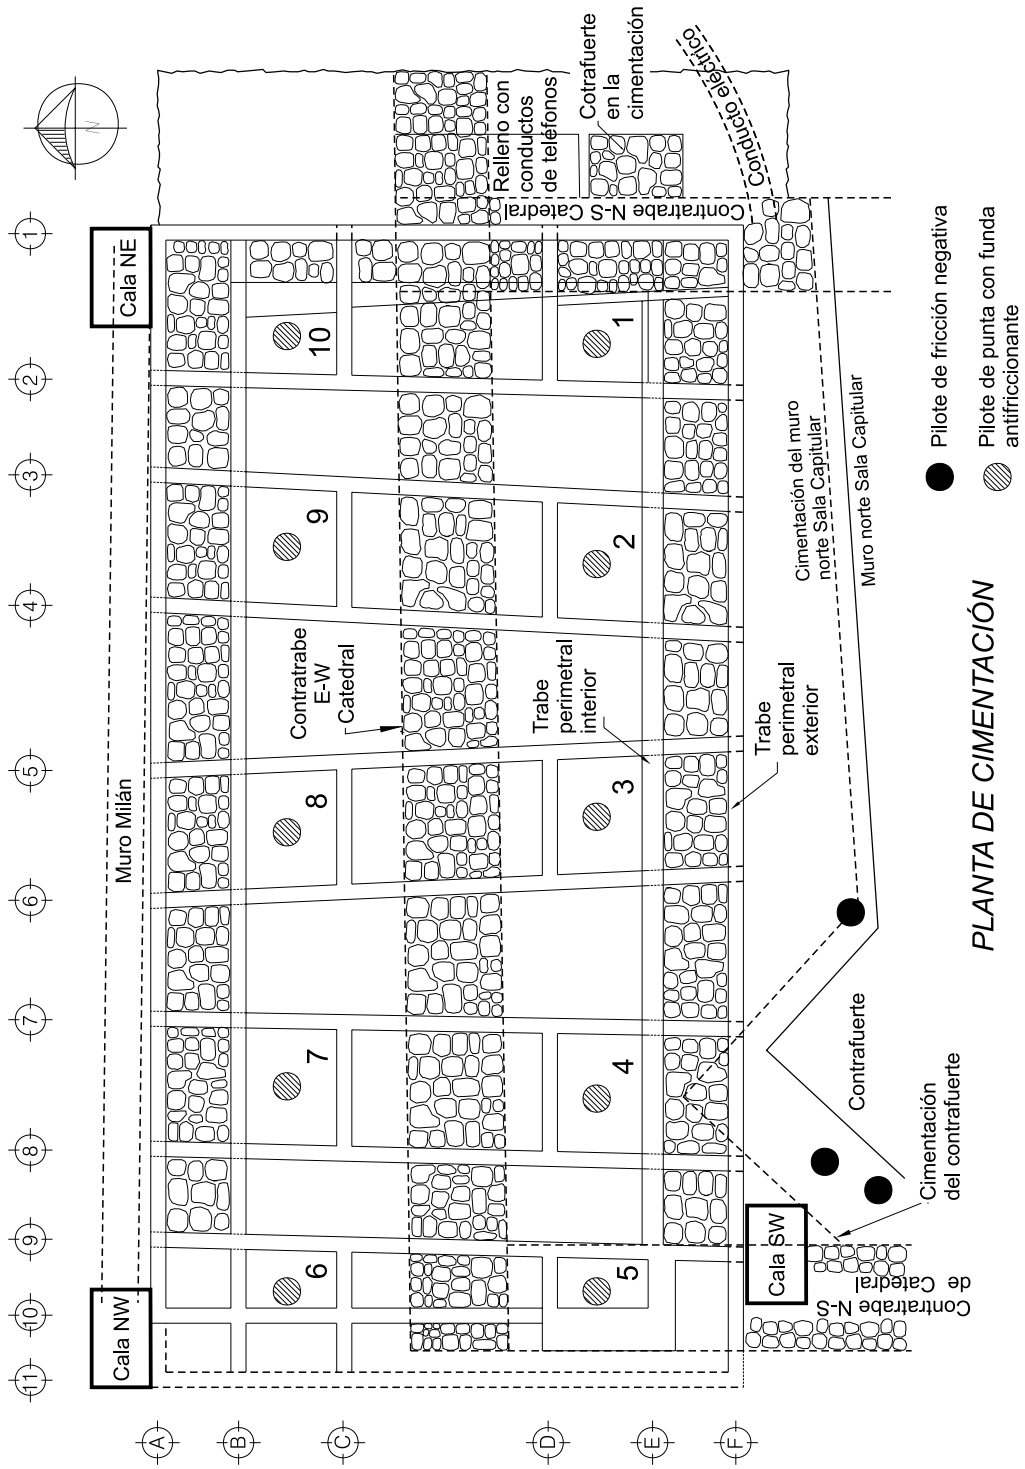 11
10
9
8
7
6
5
4
3
2
1
N
Cala NW
Muro Milán
Cala NE
A
B
C
D
E
F
6
7
8
9
10
Contratrabe
E-W
Catedral
Relleno con
conductos
de teléfonos
Contratrabe N-S Catedral
Cotrafuerte
en la
cimentación
Trabe
perimetral
interior
5
4
3
2
1
Conducto eléctrico
Trabe
perimetral
exterior
Cala SW
Cimentación del muro
norte Sala Capitular
Muro norte Sala Capitular
Contrafuerte
Contratrabe N-S
de Catedral
Cimentación
del contrafuerte
Pilote de fricción negativa
Pilote de punta con funda
antifriccionante
PLANTA DE CIMENTACIÓN